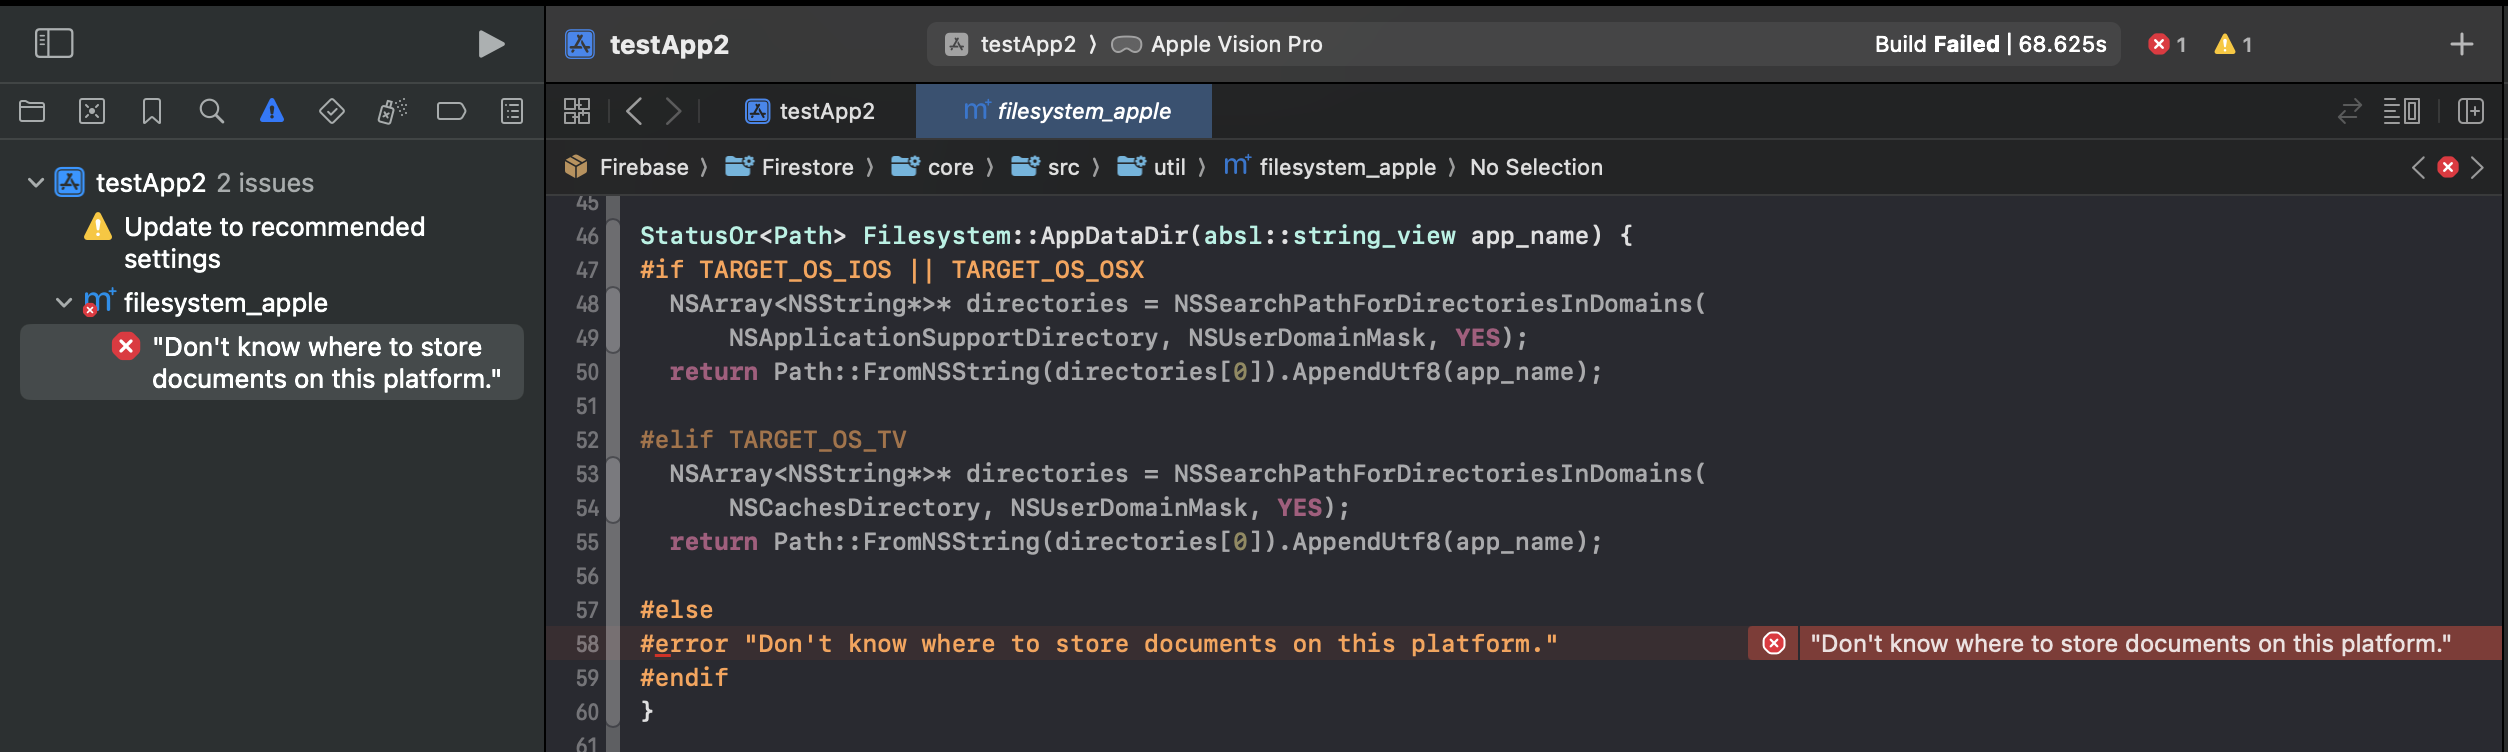 testApp2
testApp2 〉 Apple Vision Pro
Build Failed | 68.625s
1
1
testApp2
filesystem_apple
Firebase 〉 Firestore 〉 core 〉 src 〉 util 〉 filesystem_apple 〉 No Selection
testApp2 2 issues
Update to recommended
settings
filesystem_apple
"Don't know where to store
documents on this platform."
45
46 StatusOr<Path> Filesystem::AppDataDir(absl::string_view app_name) {
47 #if TARGET_OS_IOS || TARGET_OS_OSX
48   NSArray<NSString*>* directories = NSSearchPathForDirectoriesInDomains(
49       NSApplicationSupportDirectory, NSUserDomainMask, YES);
50   return Path::FromNSString(directories[0]).AppendUtf8(app_name);
51
52 #elif TARGET_OS_TV
53   NSArray<NSString*>* directories = NSSearchPathForDirectoriesInDomains(
54       NSCachesDirectory, NSUserDomainMask, YES);
55   return Path::FromNSString(directories[0]).AppendUtf8(app_name);
56
57 #else
58 #error "Don't know where to store documents on this platform."
"Don't know where to store documents on this platform."
59 #endif
60 }
61